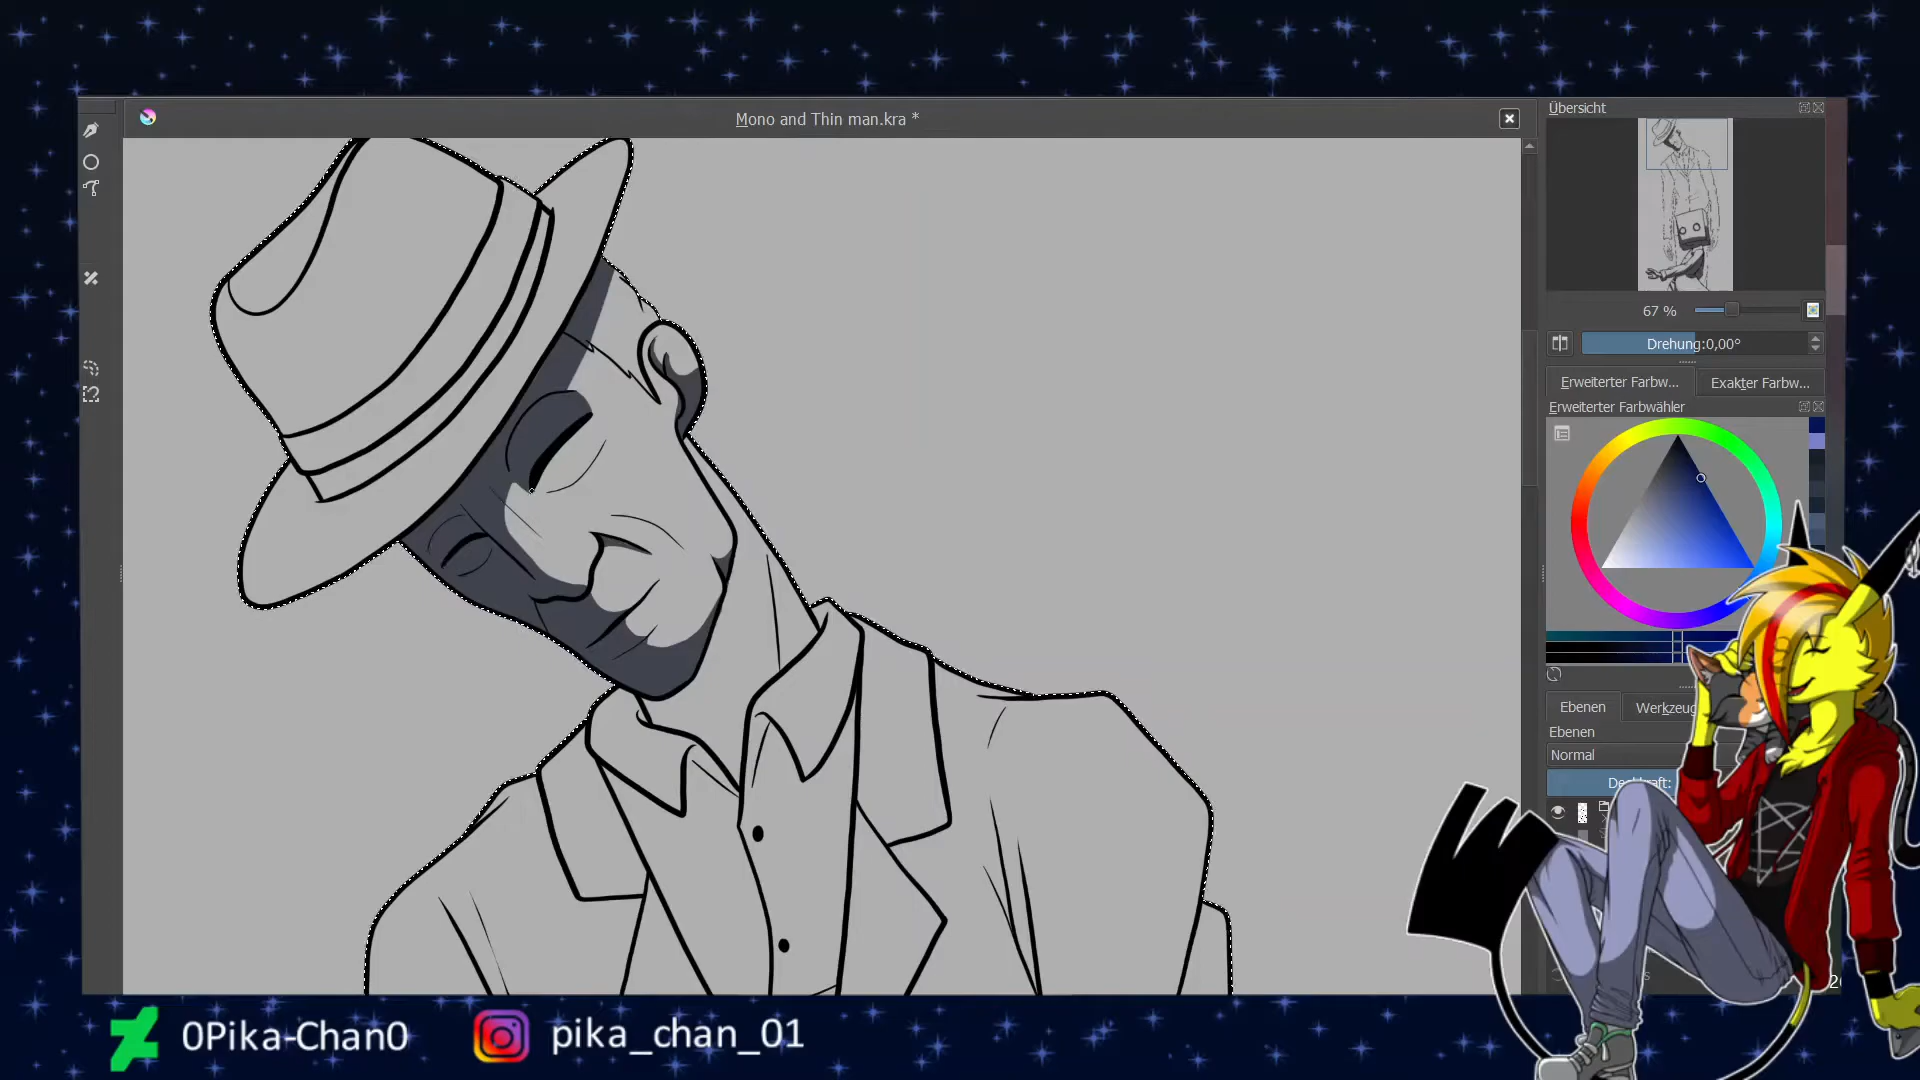 Mono and Thin man.kra *
Übersicht
67 %
Drehung:0,00°
Erweiterter Farbw...
Exakter Farbw...
Erweiterter Farbwähler
Ebenen
Werkzeug
Ebenen
Normal
0Pika-Chan0
pika_chan_01